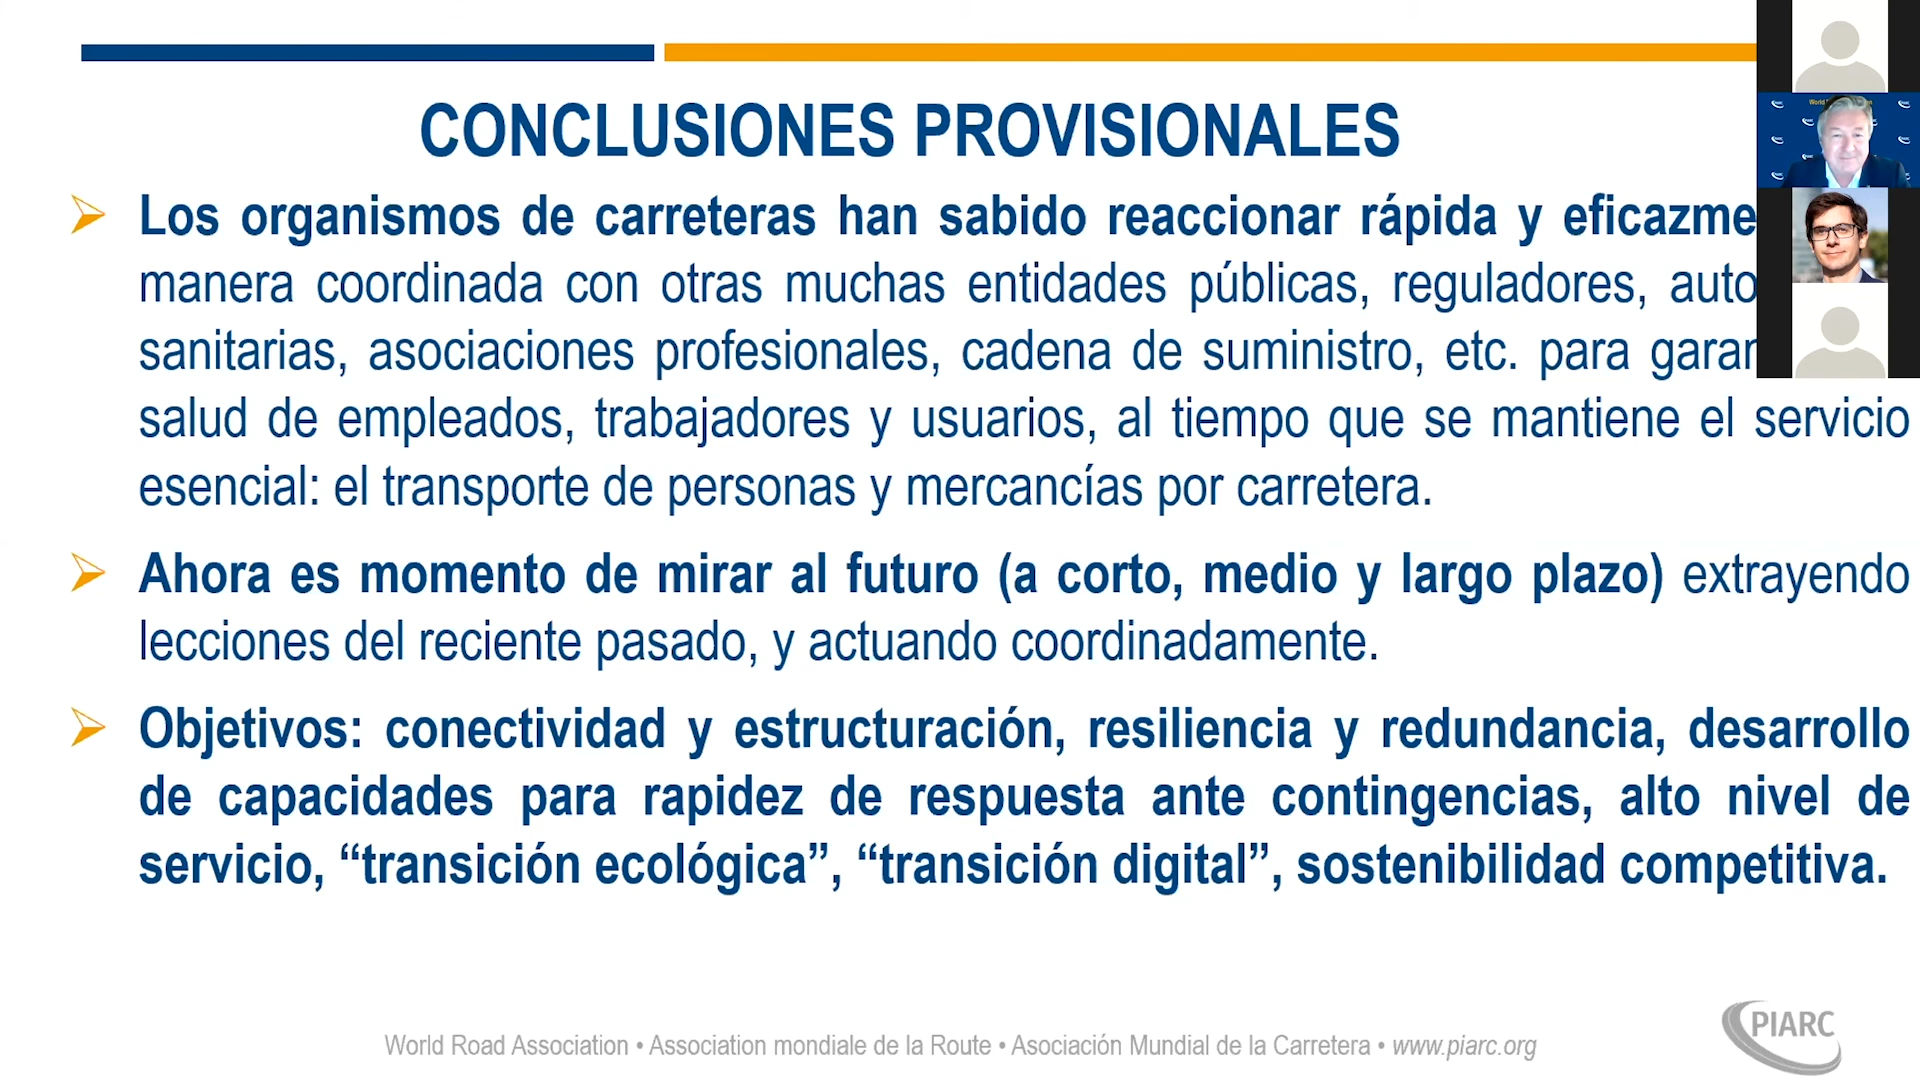 CONCLUSIONES PROVISIONALES
Los organismos de carreteras han sabido reaccionar rápida y
manera coordinada con otras muchas entidades públicas, reguladores,
sanitarias, asociaciones profesionales, cadena de suministro, etc. para
salud de empleados, trabajadores y usuarios, al tiempo que se mantiene el servicio
esencial: el transporte de personas y mercancías por carretera.
Ahora es momento de mirar al futuro (a corto, medio y largo plazo) extrayendo
lecciones del reciente pasado, y actuando coordinadamente.
Objetivos: conectividad y estructuración, resiliencia y redundancia, desarrollo
de capacidades para rapidez de respuesta ante contingencias, alto nivel de
servicio, “transición ecológica”, “transición digital”, sostenibilidad competitiva.
World Road Association • Association mondiale de la Route • Asociación Mundial de la Carretera • www.piarc.org
PIARC